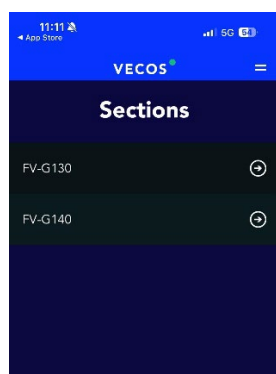 11:11
5G 54
◄ App Store
VECOS
Sections
FV-G130
FV-G140